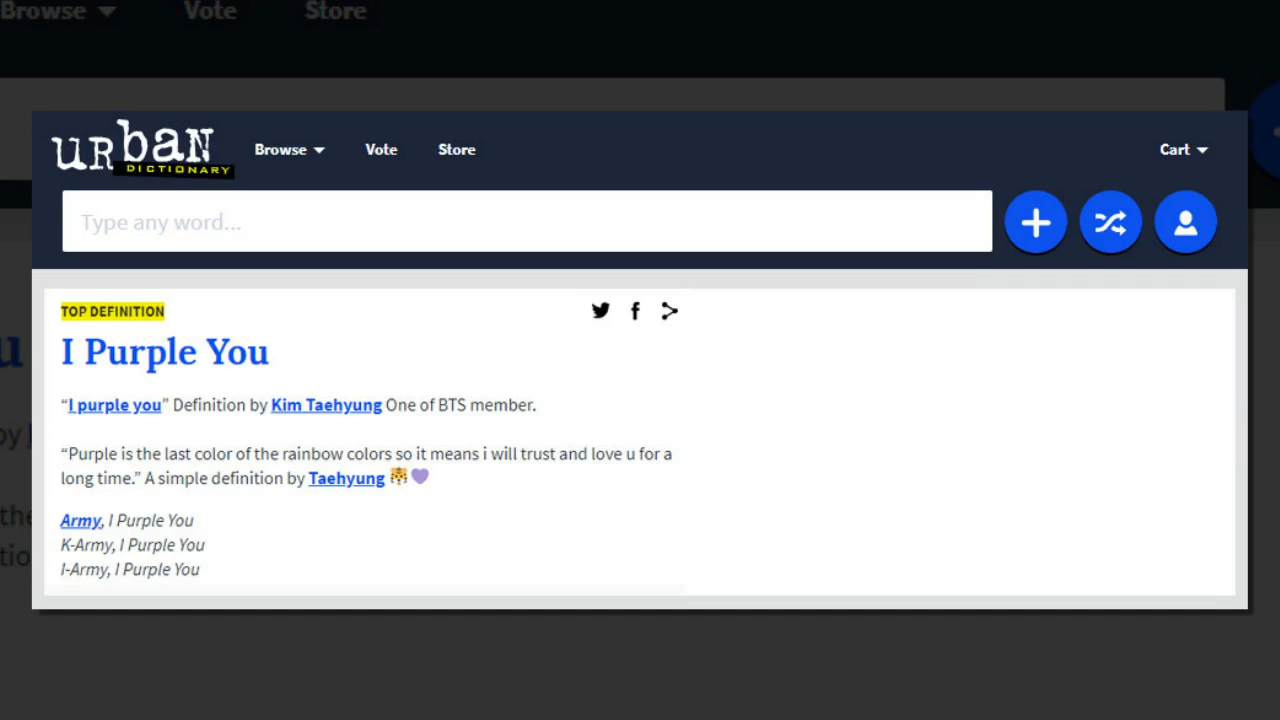 Browse Vote Store
urban
DICTIONARY
Browse Vote Store Cart
Type any word...
TOP DEFINITION
I Purple You
“I purple you” Definition by Kim Taehyung One of BTS member.
“Purple is the last color of the rainbow colors so it means i will trust and love u for a
long time.” A simple definition by Taehyung 🐯💜
Army, I Purple You
K-Army, I Purple You
I-Army, I Purple You